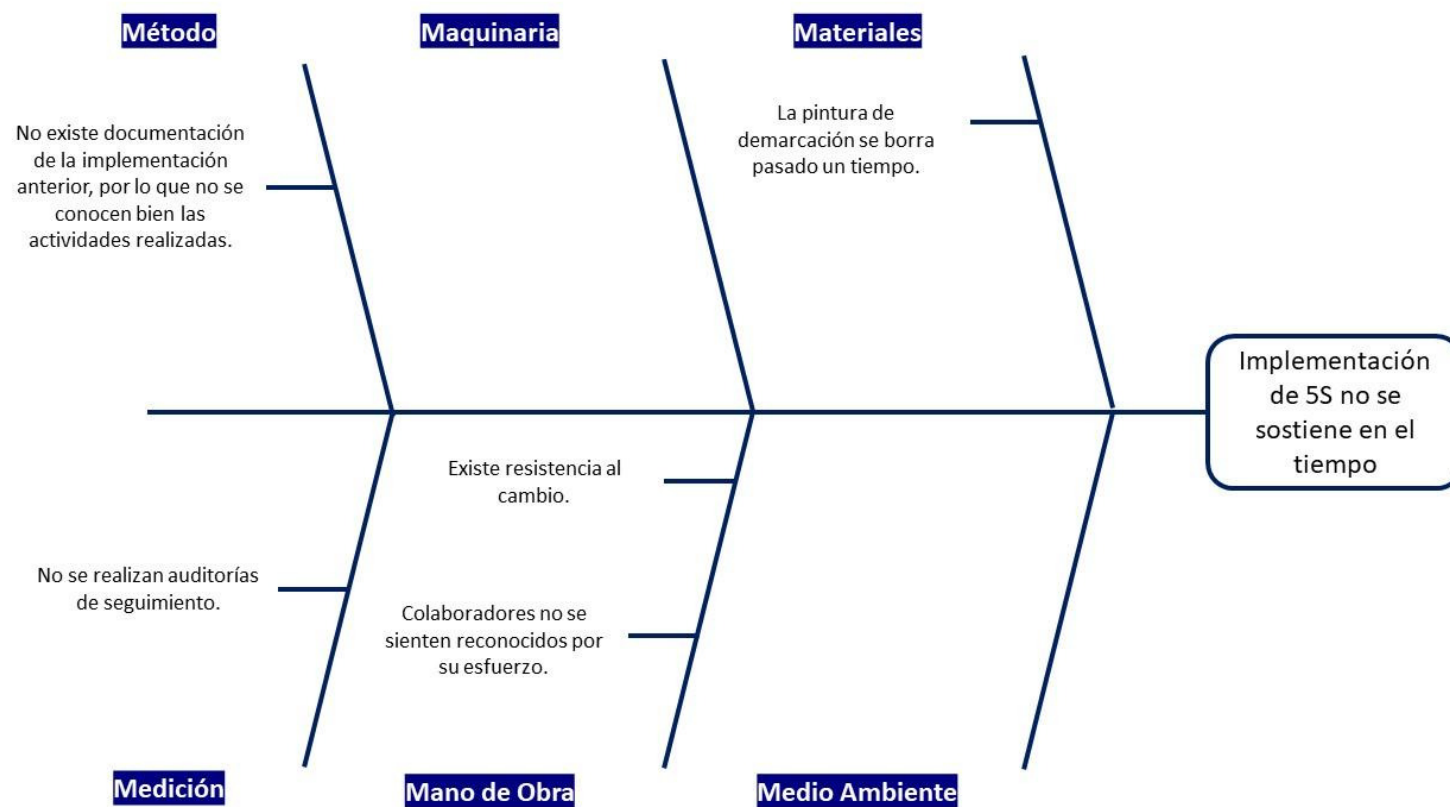 Método
Maquinaria
Materiales
No existe documentación
de la implementación
anterior, por lo que no se
conocen bien las
actividades realizadas.
La pintura de
demarcación se borra
pasado un tiempo.
Implementación
de 5S no se
sostiene en el
tiempo
Existe resistencia al
cambio.
No se realizan auditorías
de seguimiento.
Colaboradores no se
sienten reconocidos por
su esfuerzo.
Medición
Mano de Obra
Medio Ambiente